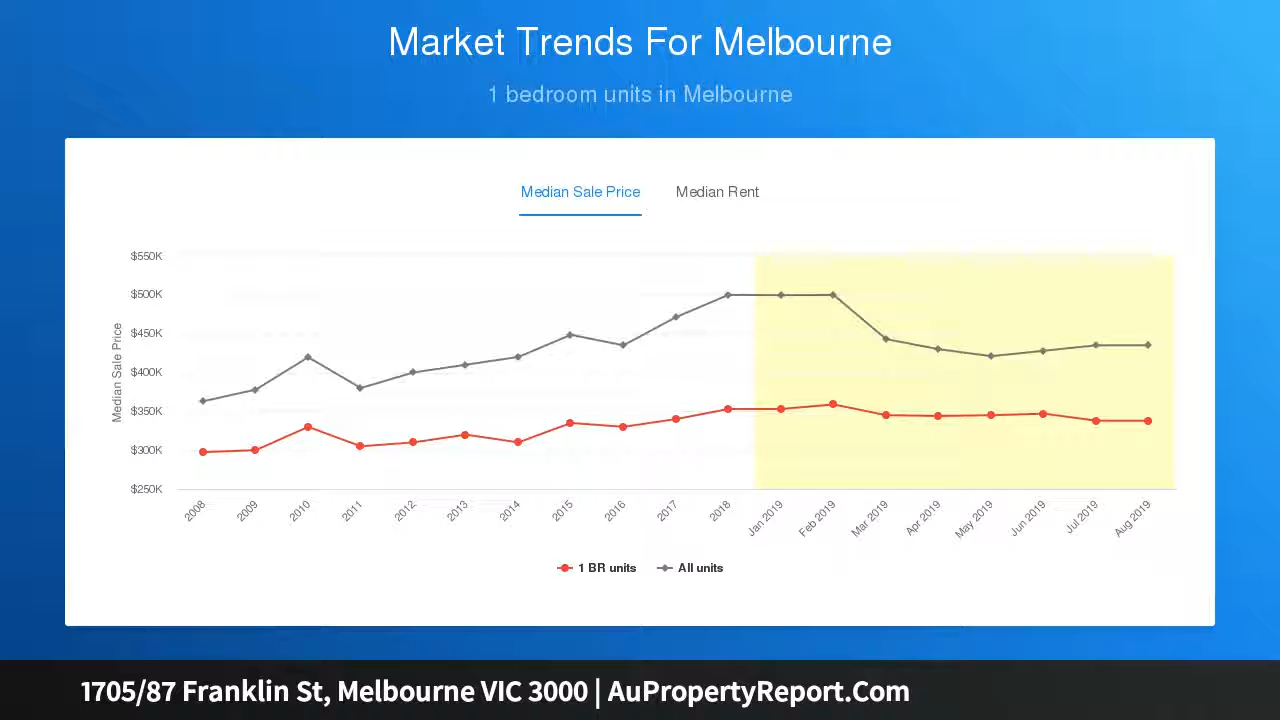 Market Trends For Melbourne
1 bedroom units in Melbourne
Median Sale Price Median Rent
$550K
$500K
$450K
$400K
$350K
$300K
$250K
Median Sale Price
2008 2009 2010 2011 2012 2013 2014 2015 2016 2017 2018 Jan 2019 Feb 2019 Mar 2019 Apr 2019 May 2019 Jun 2019 Jul 2019 Aug 2019
1 BR units All units
1705/87 Franklin St, Melbourne VIC 3000 | AuPropertyReport.Com